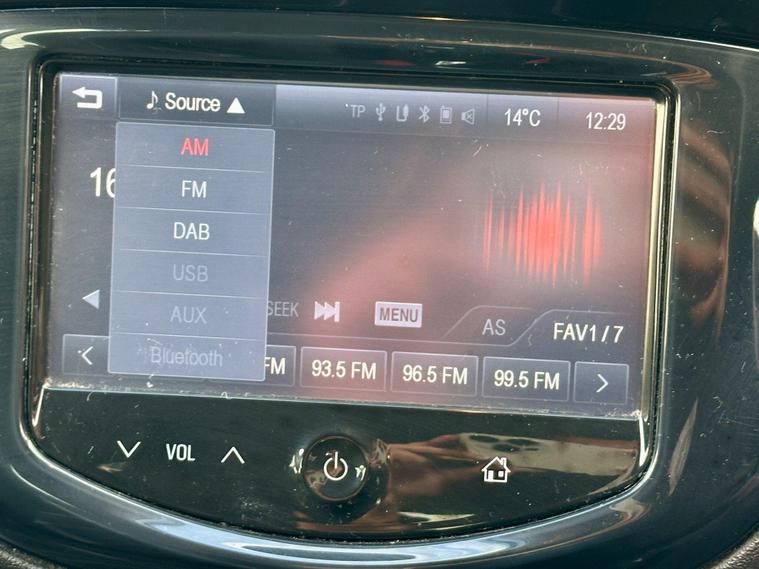 Source
TP 14°C 12:29
AM
FM
DAB
USB
AUX
Bluetooth
16
SEEK MENU AS FAV1/7
FM 93.5 FM 96.5 FM 99.5 FM
VOL